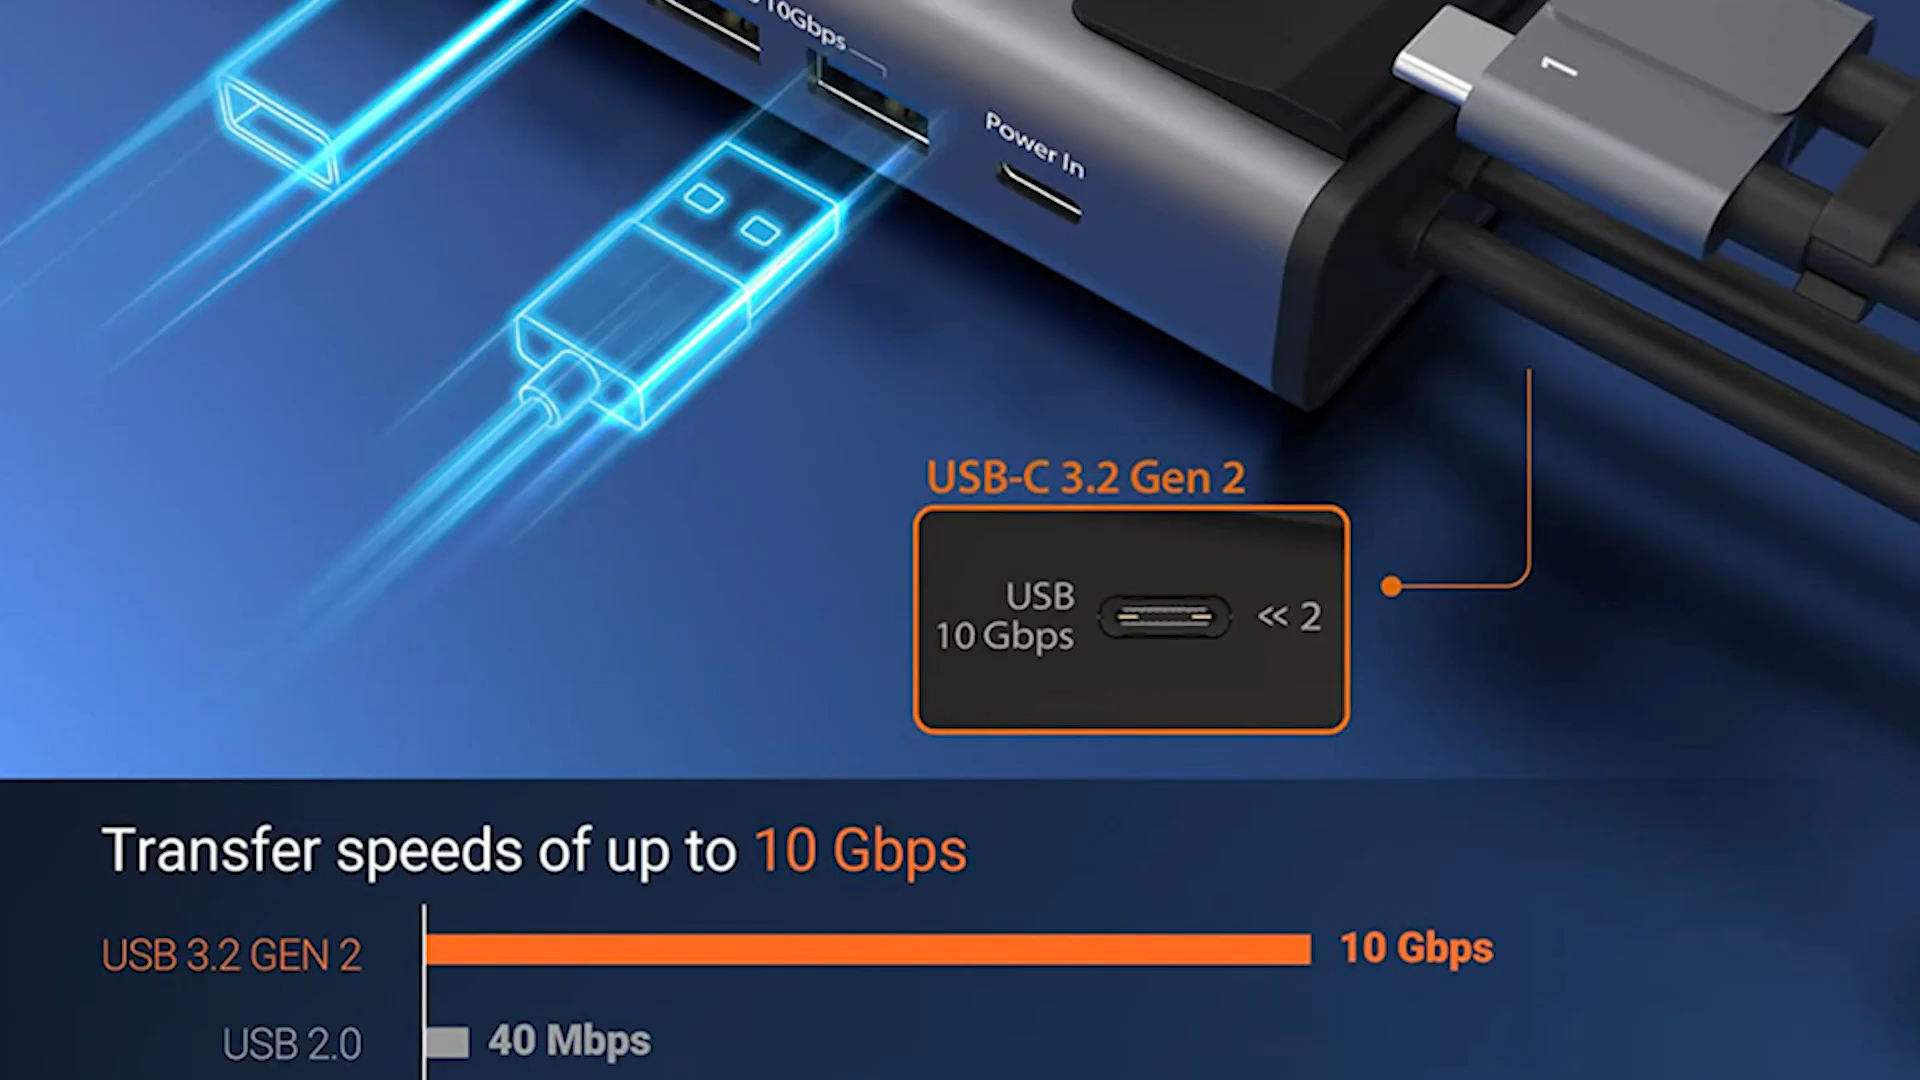 10Gbps
Power In
1
USB-C 3.2 Gen 2
USB
10 Gbps
<< 2
Transfer speeds of up to 10 Gbps
USB 3.2 GEN 2
10 Gbps
USB 2.0
40 Mbps